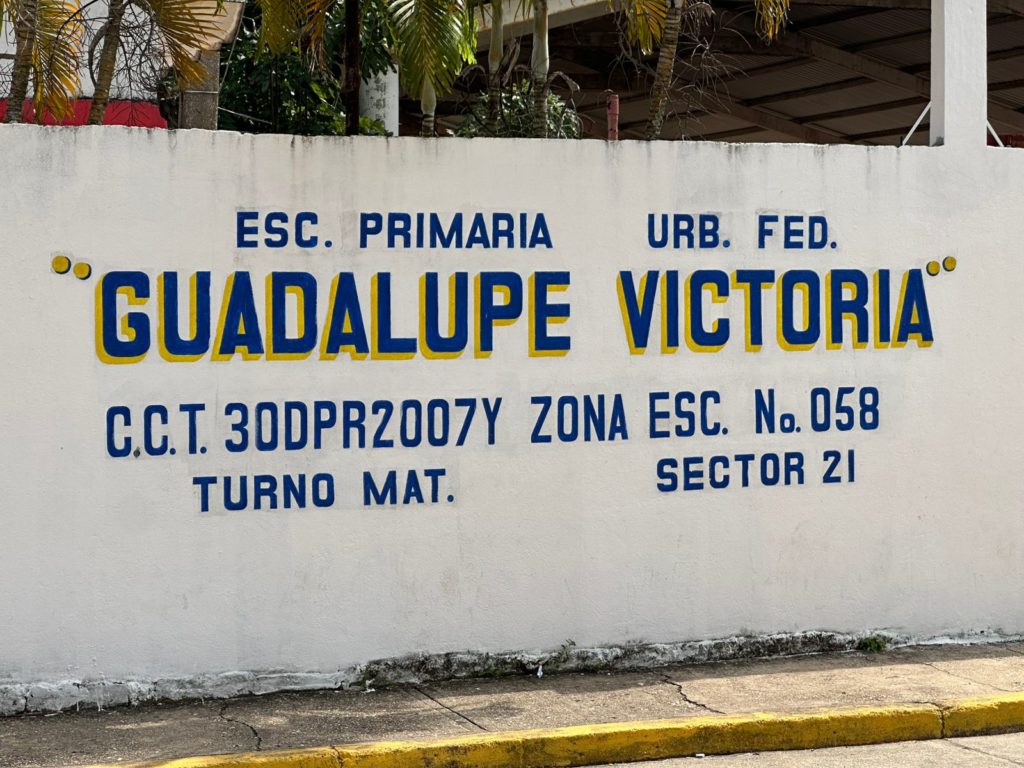 ESC. PRIMARIA URB. FED.
"GUADALUPE VICTORIA"
C.C.T. 30DPR2007Y ZONA ESC. No. 058
TURNO MAT. SECTOR 21